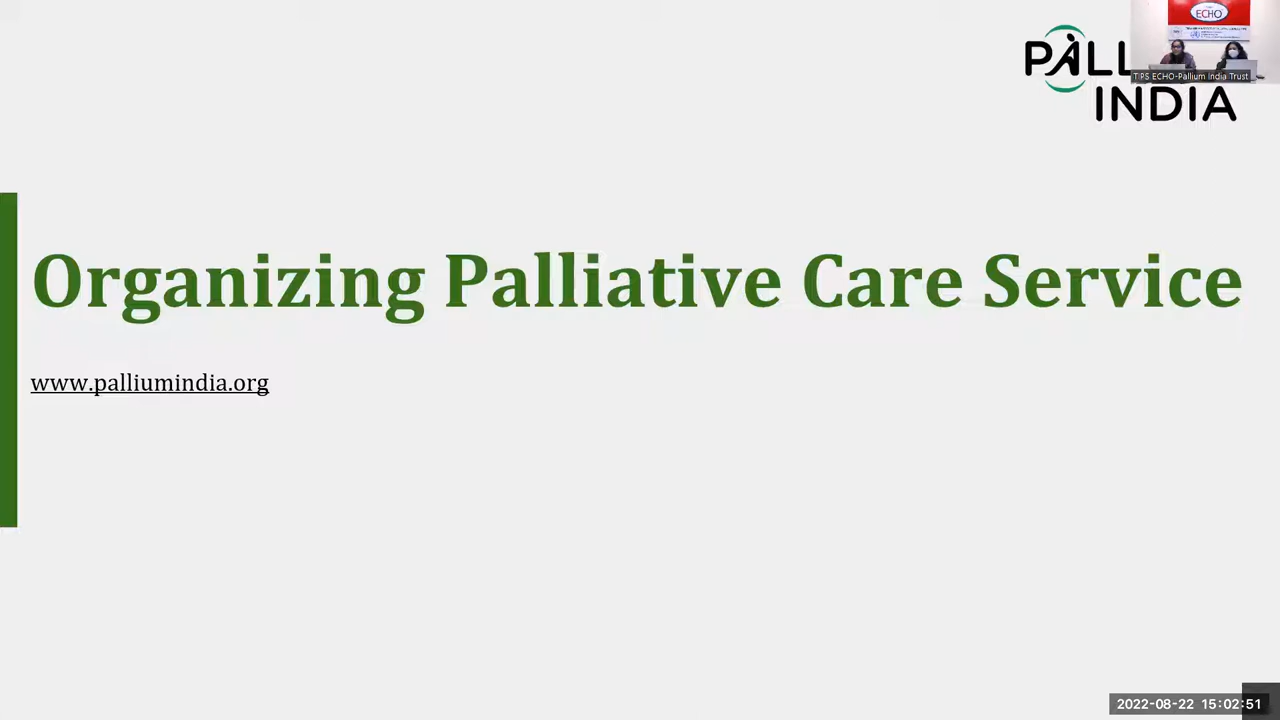 ECHO
PALL
TIPS ECHO-Pallium India Trust
INDIA
Organizing Palliative Care Service
www.palliumindia.org
2022-08-22 15:02:51